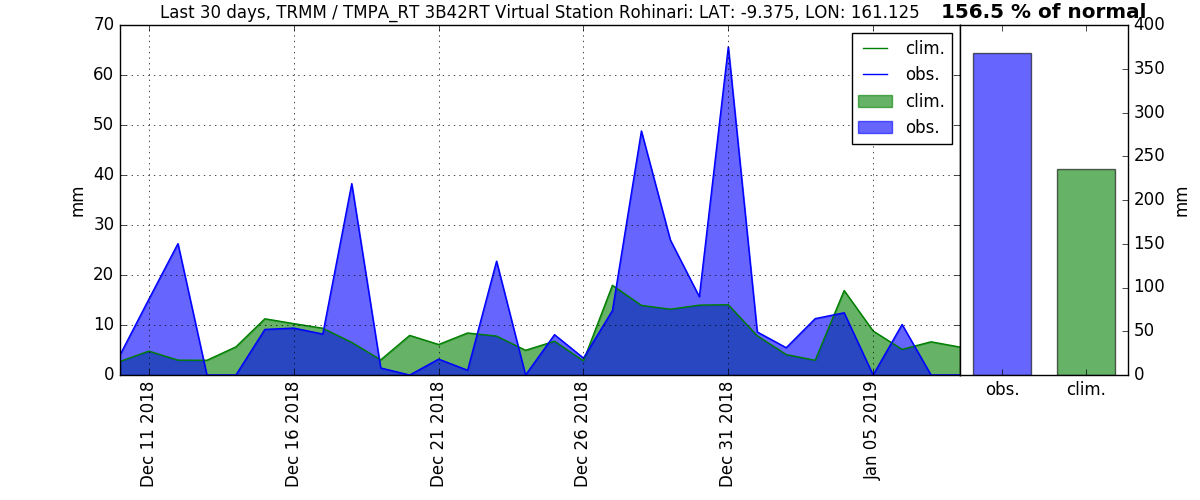 Last 30 days, TRMM / TMPA_RT 3B42RT Virtual Station Rohinari: LAT: -9.375, LON: 161.125
156.5 % of normal
70
60
50
40
30
20
10
0
mm
Dec 11 2018
Dec 16 2018
Dec 21 2018
Dec 26 2018
Dec 31 2018
Jan 05 2019
clim.
obs.
clim.
obs.
400
350
300
250
200
150
100
50
0
mm
obs.
clim.